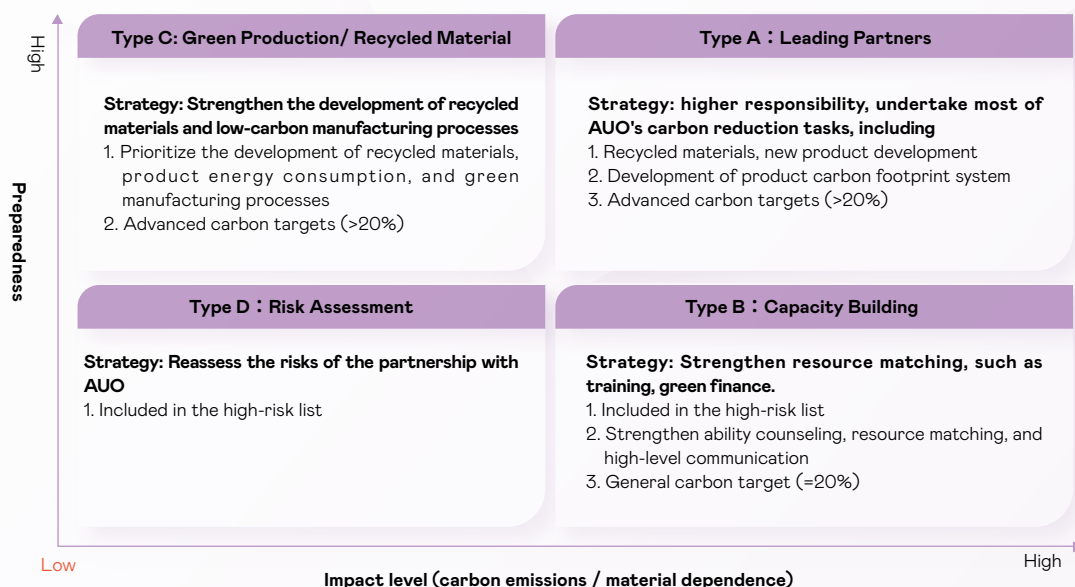 High
Preparedness
Type C: Green Production/ Recycled Material
Strategy: Strengthen the development of recycled
materials and low-carbon manufacturing processes
1. Prioritize the development of recycled materials,
product energy consumption, and green
manufacturing processes
2. Advanced carbon targets (>20%)
Type A：Leading Partners
Strategy: higher responsibility, undertake most of
AUO's carbon reduction tasks, including
1. Recycled materials, new product development
2. Development of product carbon footprint system
3. Advanced carbon targets (>20%)
Type D：Risk Assessment
Strategy: Reassess the risks of the partnership with
AUO
1. Included in the high-risk list
Type B：Capacity Building
Strategy: Strengthen resource matching, such as
training, green finance.
1. Included in the high-risk list
2. Strengthen ability counseling, resource matching, and
high-level communication
3. General carbon target (=20%)
Low
High
Impact level (carbon emissions / material dependence)